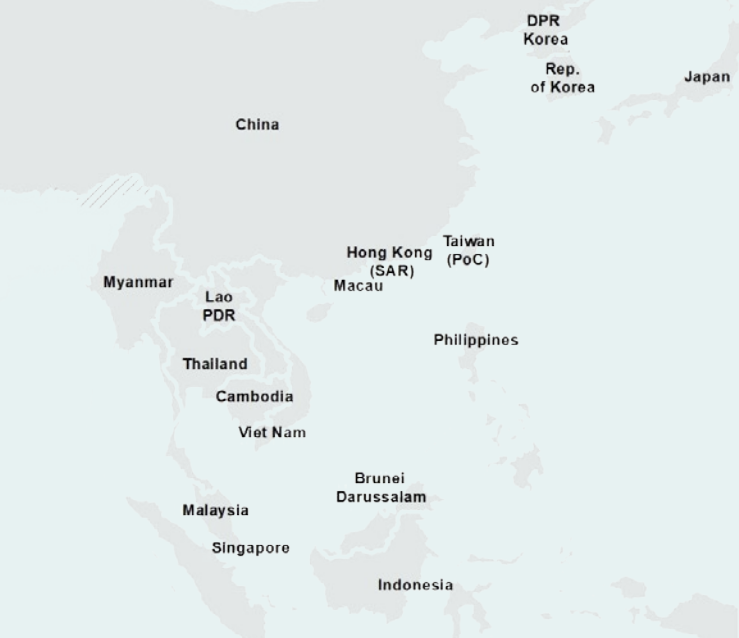 DPR
Korea
Rep.
of Korea
Japan
China
Taiwan
(PoC)
Hong Kong
(SAR)
Macau
Myanmar
Lao
PDR
Philippines
Thailand
Cambodia
Viet Nam
Brunei
Darussalam
Malaysia
Singapore
Indonesia